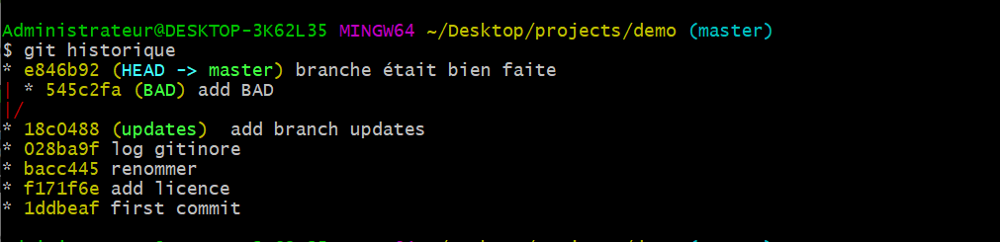 Administrateur@DESKTOP-3K62L35 MINGW64 ~/Desktop/projects/demo (master)
$ git historique
* e846b92 (HEAD -> master) branche était bien faite
| * 545c2fa (BAD) add BAD
|/
* 18c0488 (updates)  add branch updates
* 028ba9f log gitinore
* bacc445 renommer
* f171f6e add licence
* 1ddbeaf first commit